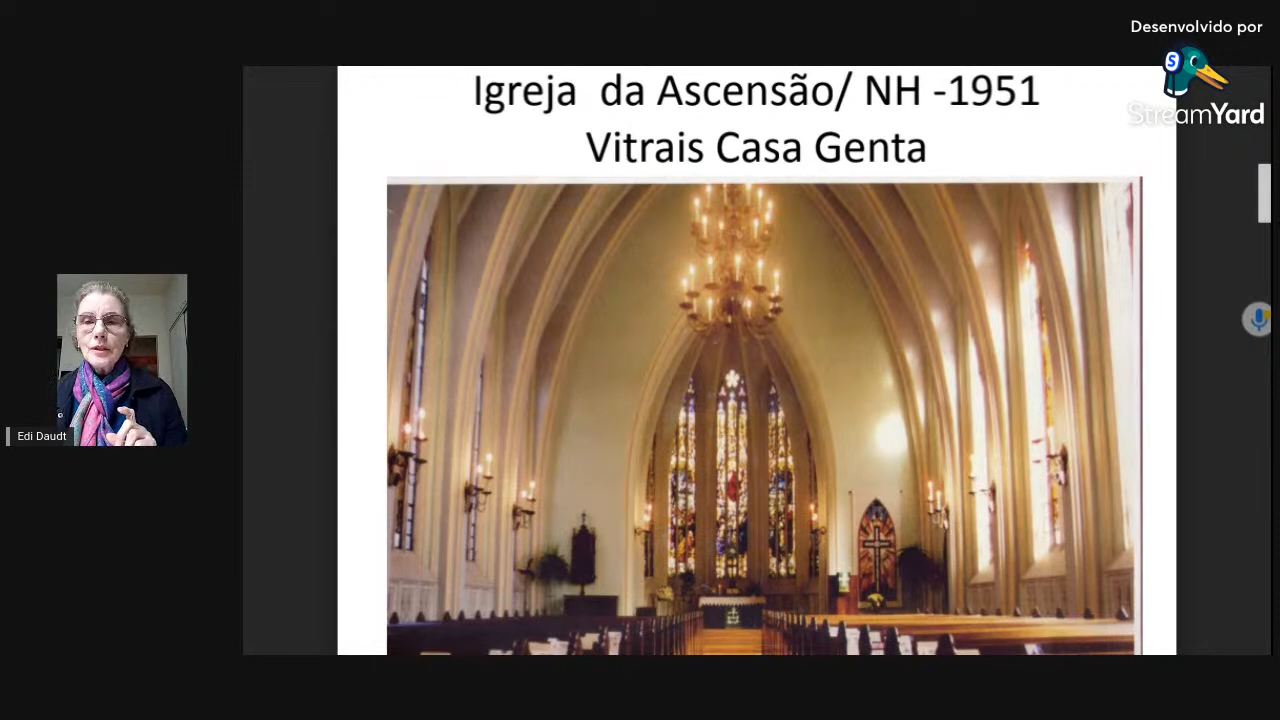 Desenvolvido por
StreamYard
Igreja  da Ascensão/ NH -1951
Vitrais Casa Genta
Edi Daudt